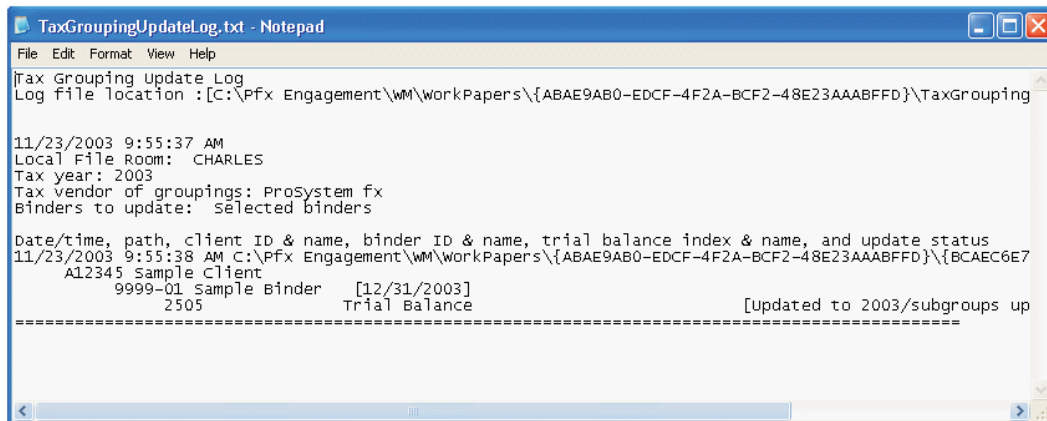 TaxGroupingUpdateLog.txt - Notepad
File Edit Format View Help
Tax Grouping Update Log
Log file location :[C:\Pfx Engagement\WM\WorkPapers\{ABAE9AB0-EDCF-4F2A-BCF2-48E23AAABFFD}\TaxGrouping
11/23/2003 9:55:37 AM
Local File Room:  CHARLES
Tax year: 2003
Tax vendor of groupings: ProSystem fx
Binders to update:  Selected binders
Date/time, path, client ID & name, binder ID & name, trial balance index & name, and update status
11/23/2003 9:55:38 AM C:\Pfx Engagement\WM\WorkPapers\{ABAE9AB0-EDCF-4F2A-BCF2-48E23AAABFFD}\{BCAEC6E7
A12345 Sample Client
9999-01 Sample Binder   [12/31/2003]
2505   Trial Balance   [Updated to 2003/subgroups up
==============================================================================================